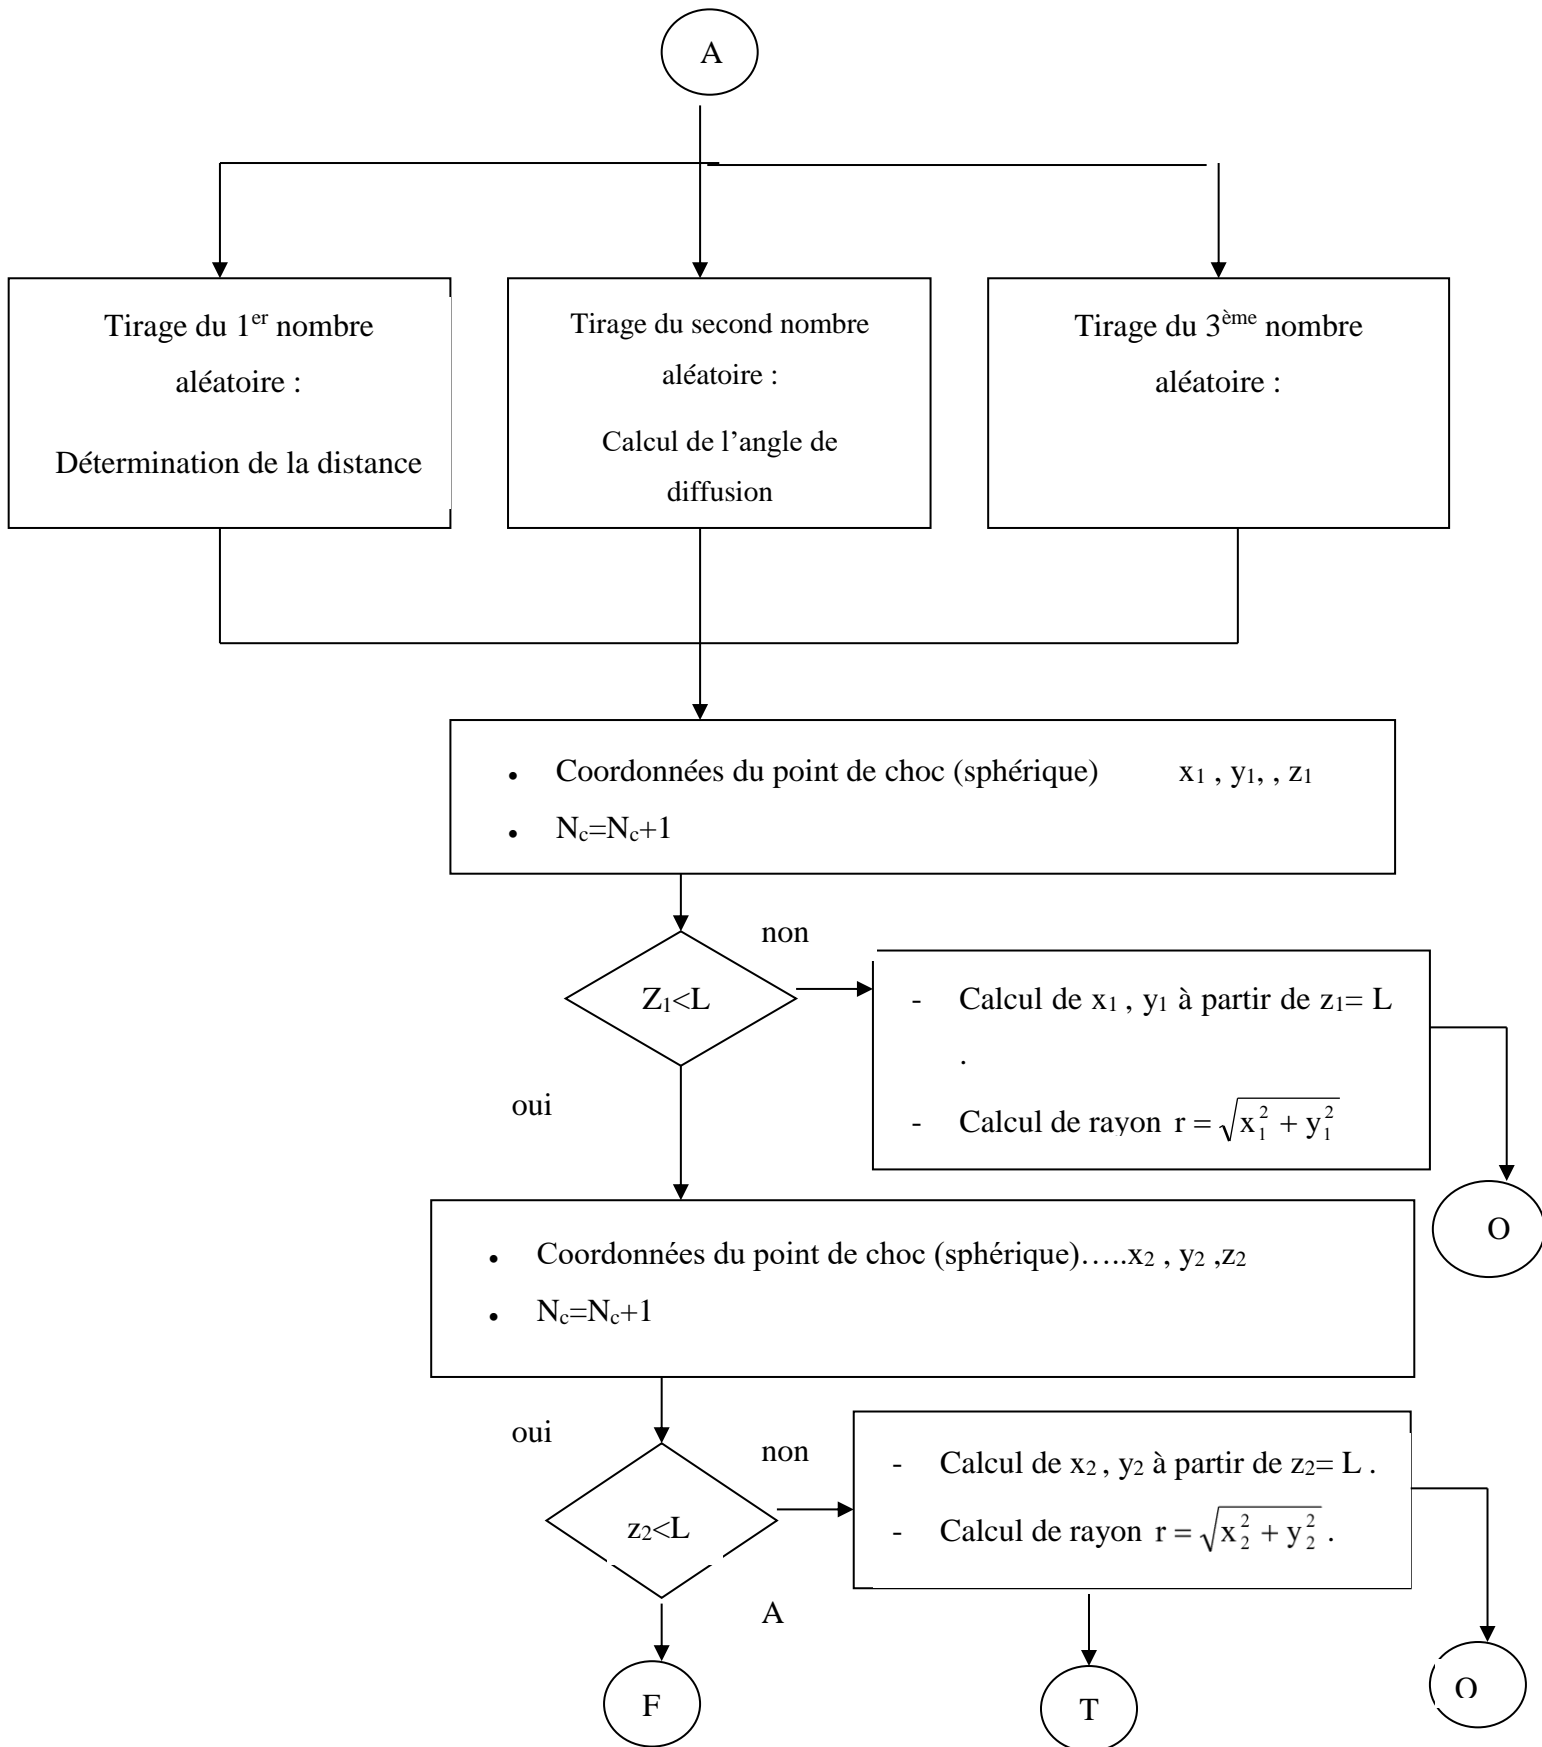 A
Tirage du 1er nombre
aléatoire :
Détermination de la distance
Tirage du second nombre
aléatoire :
Calcul de l’angle de
diffusion
Tirage du 3ème nombre
aléatoire :
• Coordonnées du point de choc (sphérique) x1 , y1, , z1
• Nc=Nc+1
non
Z1<L
- Calcul de x1 , y1 à partir de z1= L
.
- Calcul de rayon r = √x1² + y1²
oui
O
• Coordonnées du point de choc (sphérique)…..x2 , y2 ,z2
• Nc=Nc+1
oui
non
z2<L
- Calcul de x2 , y2 à partir de z2= L .
- Calcul de rayon r = √x2² + y2² .
A
F
T
O